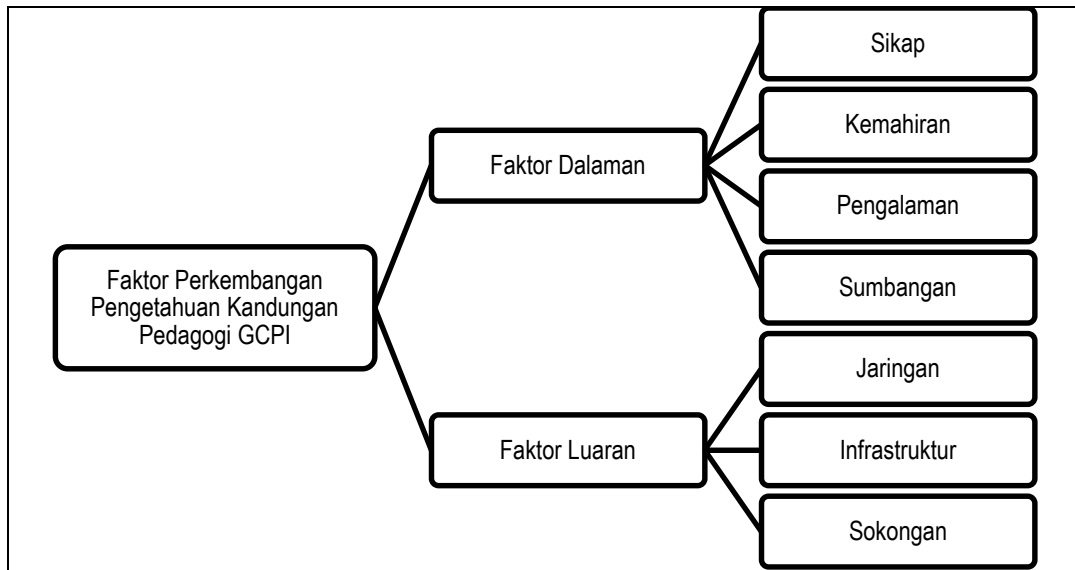 Faktor Perkembangan
Pengetahuan Kandungan
Pedagogi GCPI
Faktor Dalaman
Sikap
Kemahiran
Pengalaman
Sumbangan
Faktor Luaran
Jaringan
Infrastruktur
Sokongan